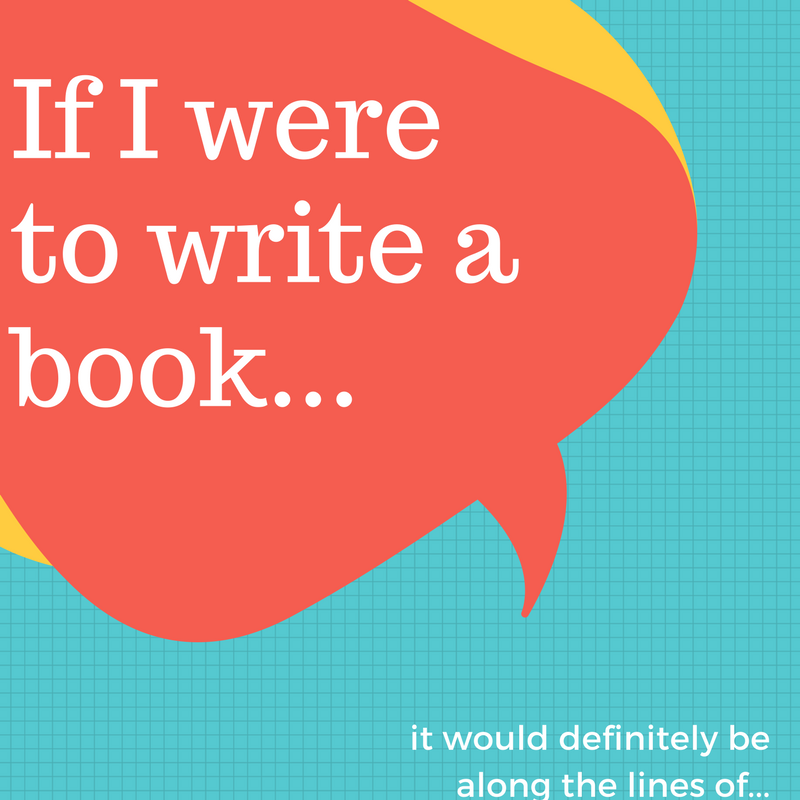 If I were
to write a
book...
it would definitely be
along the lines of...